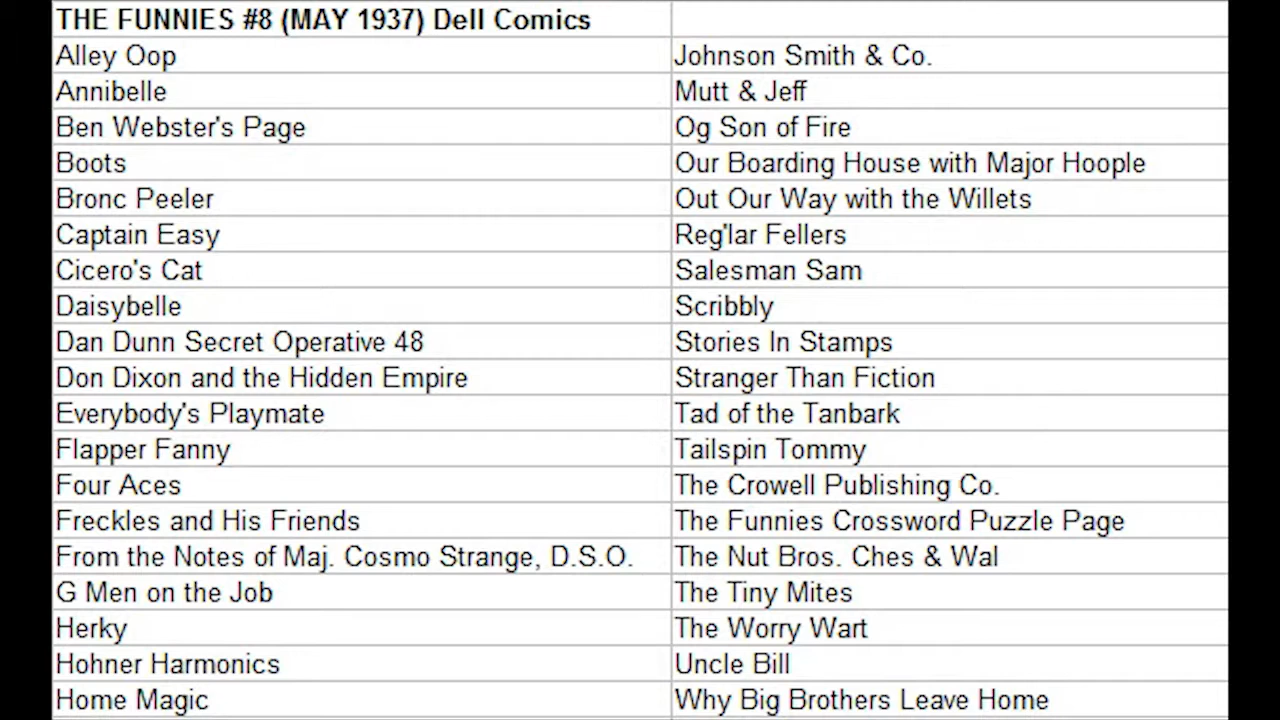 THE FUNNIES #8 (MAY 1937) Dell Comics
Alley Oop
Annibelle
Ben Webster's Page
Boots
Bronc Peeler
Captain Easy
Cicero's Cat
Daisybelle
Dan Dunn Secret Operative 48
Don Dixon and the Hidden Empire
Everybody's Playmate
Flapper Fanny
Four Aces
Freckles and His Friends
From the Notes of Maj. Cosmo Strange, D.S.O.
G Men on the Job
Herky
Hohner Harmonics
Home Magic
Johnson Smith & Co.
Mutt & Jeff
Og Son of Fire
Our Boarding House with Major Hoople
Out Our Way with the Willets
Reg'lar Fellers
Salesman Sam
Scribbly
Stories In Stamps
Stranger Than Fiction
Tad of the Tanbark
Tailspin Tommy
The Crowell Publishing Co.
The Funnies Crossword Puzzle Page
The Nut Bros. Ches & Wal
The Tiny Mites
The Worry Wart
Uncle Bill
Why Big Brothers Leave Home